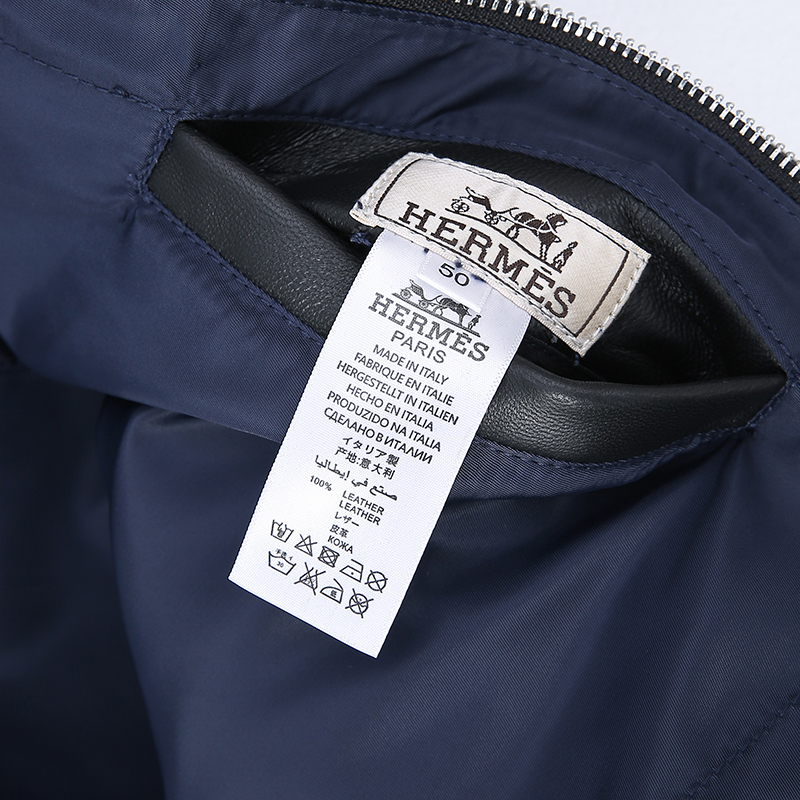 HERMÈS
50
HERMÈS
PARIS
MADE IN ITALY
FABRIQUE EN ITALIE
HERGESTELLT IN ITALIEN
HECHO EN ITALIA
PRODUZIDO NA ITALIA
СДЕЛАНО В ИТАЛИИ
イタリア製
产地:意大利
صنع في إيطاليا
100% LEATHER
LEATHER
レザー
皮革
КОЖА